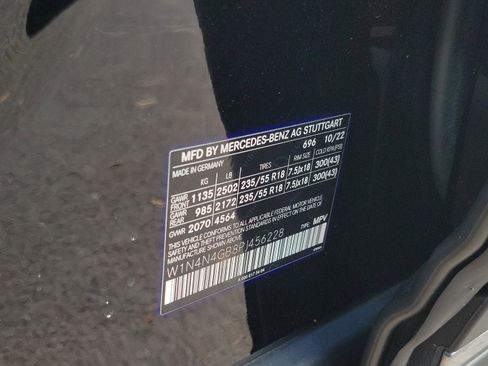 MFD BY MERCEDES-BENZ AG STUTTGART
MADE IN GERMANY 696 10/22
KG LB TIRES RIM SIZE COLD KPA(PSI)
GAWR FRONT 1135 2502 235/55 R18 7.5Jx18 300(43)
GAWR REAR 985 2172 235/55 R18 7.5Jx18 300(43)
GVWR 2070 4564
THIS VEHICLE CONFORMS TO ALL APPLICABLE FEDERAL MOTOR VEHICLE
SAFETY, BUMPER AND THEFT PREVENTION STANDARDS IN EFFECT
ON THE DATE OF MANUFACTURE SHOWN ABOVE.
W1N4N4GB8PJ456228 TYPE: MPV